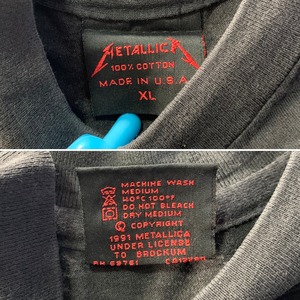 METALLICA
100% COTTON
MADE IN U.S.A
XL
MACHINE WASH
MEDIUM
40°C 100°F
DO NOT BLEACH
DRY MEDIUM
© COPYRIGHT
1991 METALLICA
UNDER LICENSE
TO BROCKUM